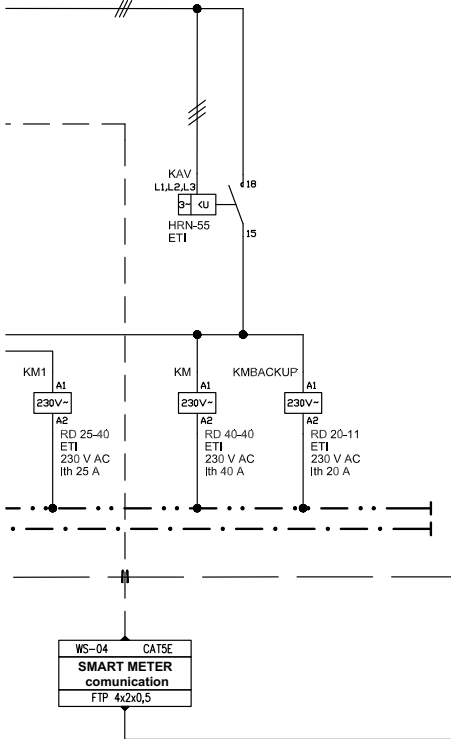 KAV
L1,L2,L3
18
3~ <U
HRN-55
ETI
15
KM1
KM
KMBACKUP
A1
A1
A1
230V~
230V~
230V~
A2
A2
A2
RD 25-40
ETI
230 V AC
Ith 25 A
RD 40-40
ETI
230 V AC
Ith 40 A
RD 20-11
ETI
230 V AC
Ith 20 A
WS-04 CAT5E
SMART METER
comunication
FTP 4x2x0,5